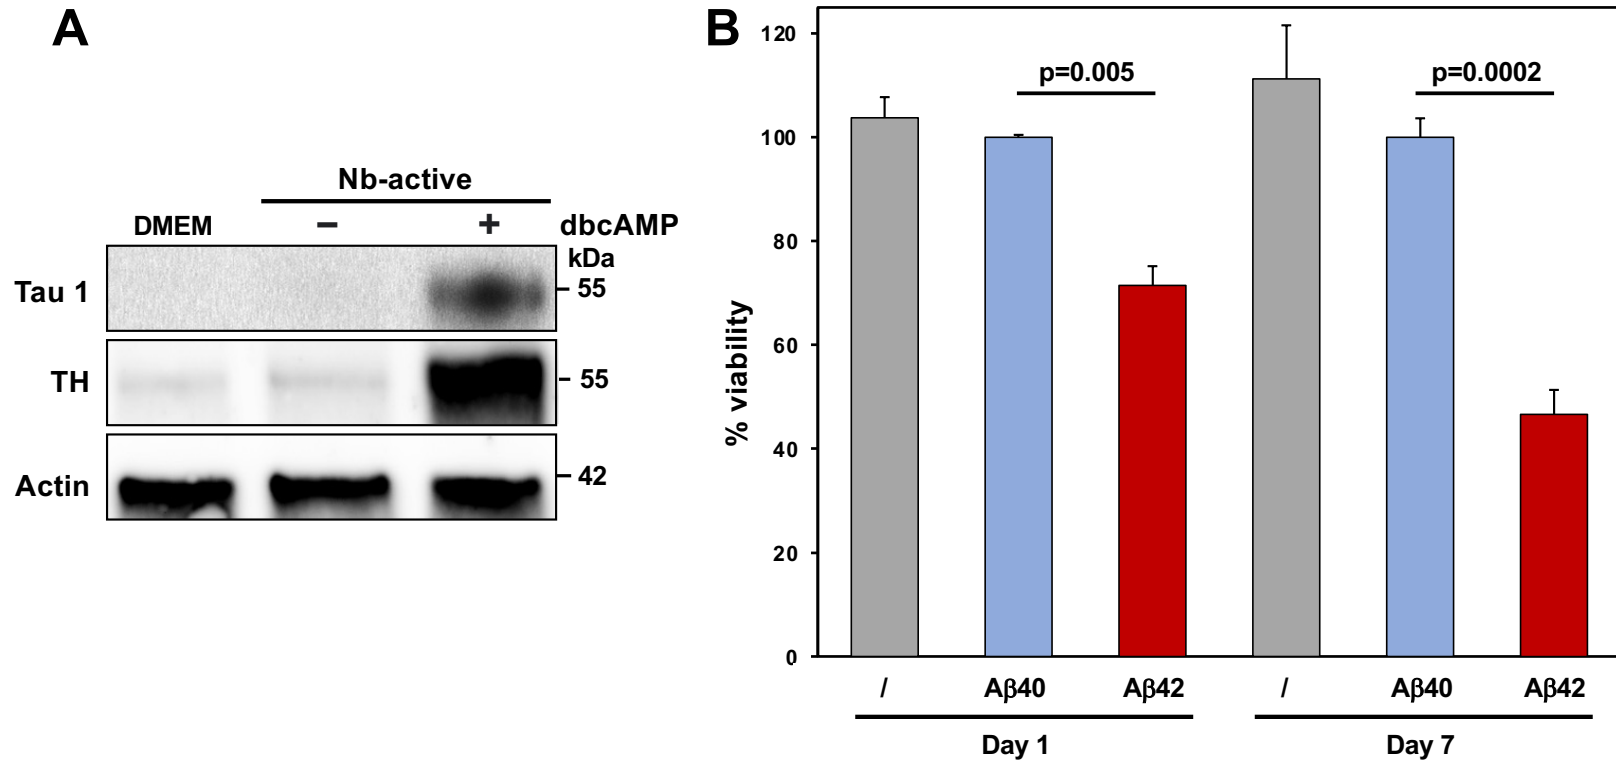 A
Nb-active
DMEM − + dbcAMP
kDa
Tau 1 55
TH 55
Actin 42
B
% viability
120
100
80
60
40
20
0
p=0.005 p=0.0002
/ Aβ40 Aβ42 / Aβ40 Aβ42
Day 1 Day 7